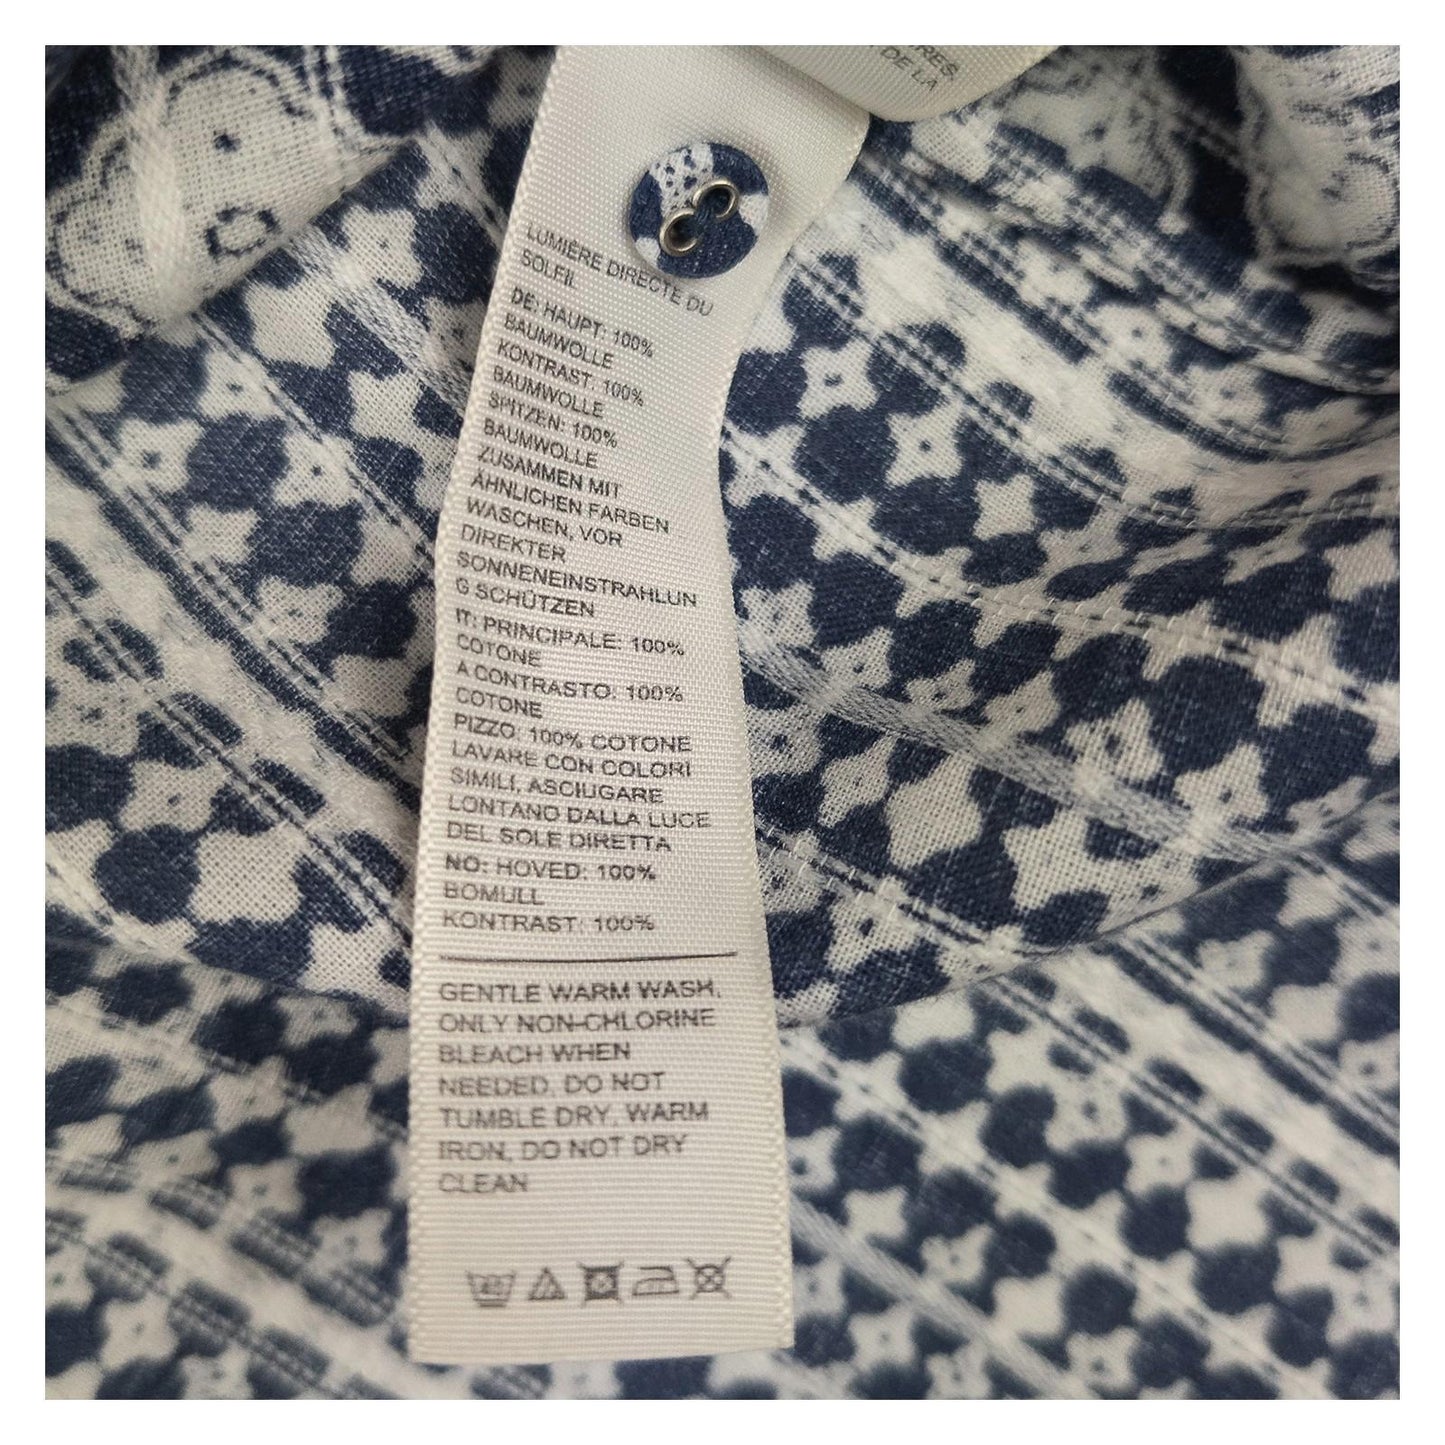 DE LA
LUMIÈRE DIRECTE DU
SOLEIL
DE: HAUPT: 100%
BAUMWOLLE
KONTRAST: 100%
BAUMWOLLE
SPITZEN: 100%
BAUMWOLLE
ZUSAMMEN MIT
ÄHNLICHEN FARBEN
WASCHEN, VOR
DIREKTER
SONNENEINSTRAHLUN
G SCHÜTZEN
IT: PRINCIPALE: 100%
COTONE
A CONTRASTO: 100%
COTONE
PIZZO: 100% COTONE
LAVARE CON COLORI
SIMILI, ASCIUGARE
LONTANO DALLA LUCE
DEL SOLE DIRETTA
NO: HOVED: 100%
BOMULL
KONTRAST: 100%
GENTLE WARM WASH,
ONLY NON-CHLORINE
BLEACH WHEN
NEEDED, DO NOT
TUMBLE DRY, WARM
IRON, DO NOT DRY
CLEAN